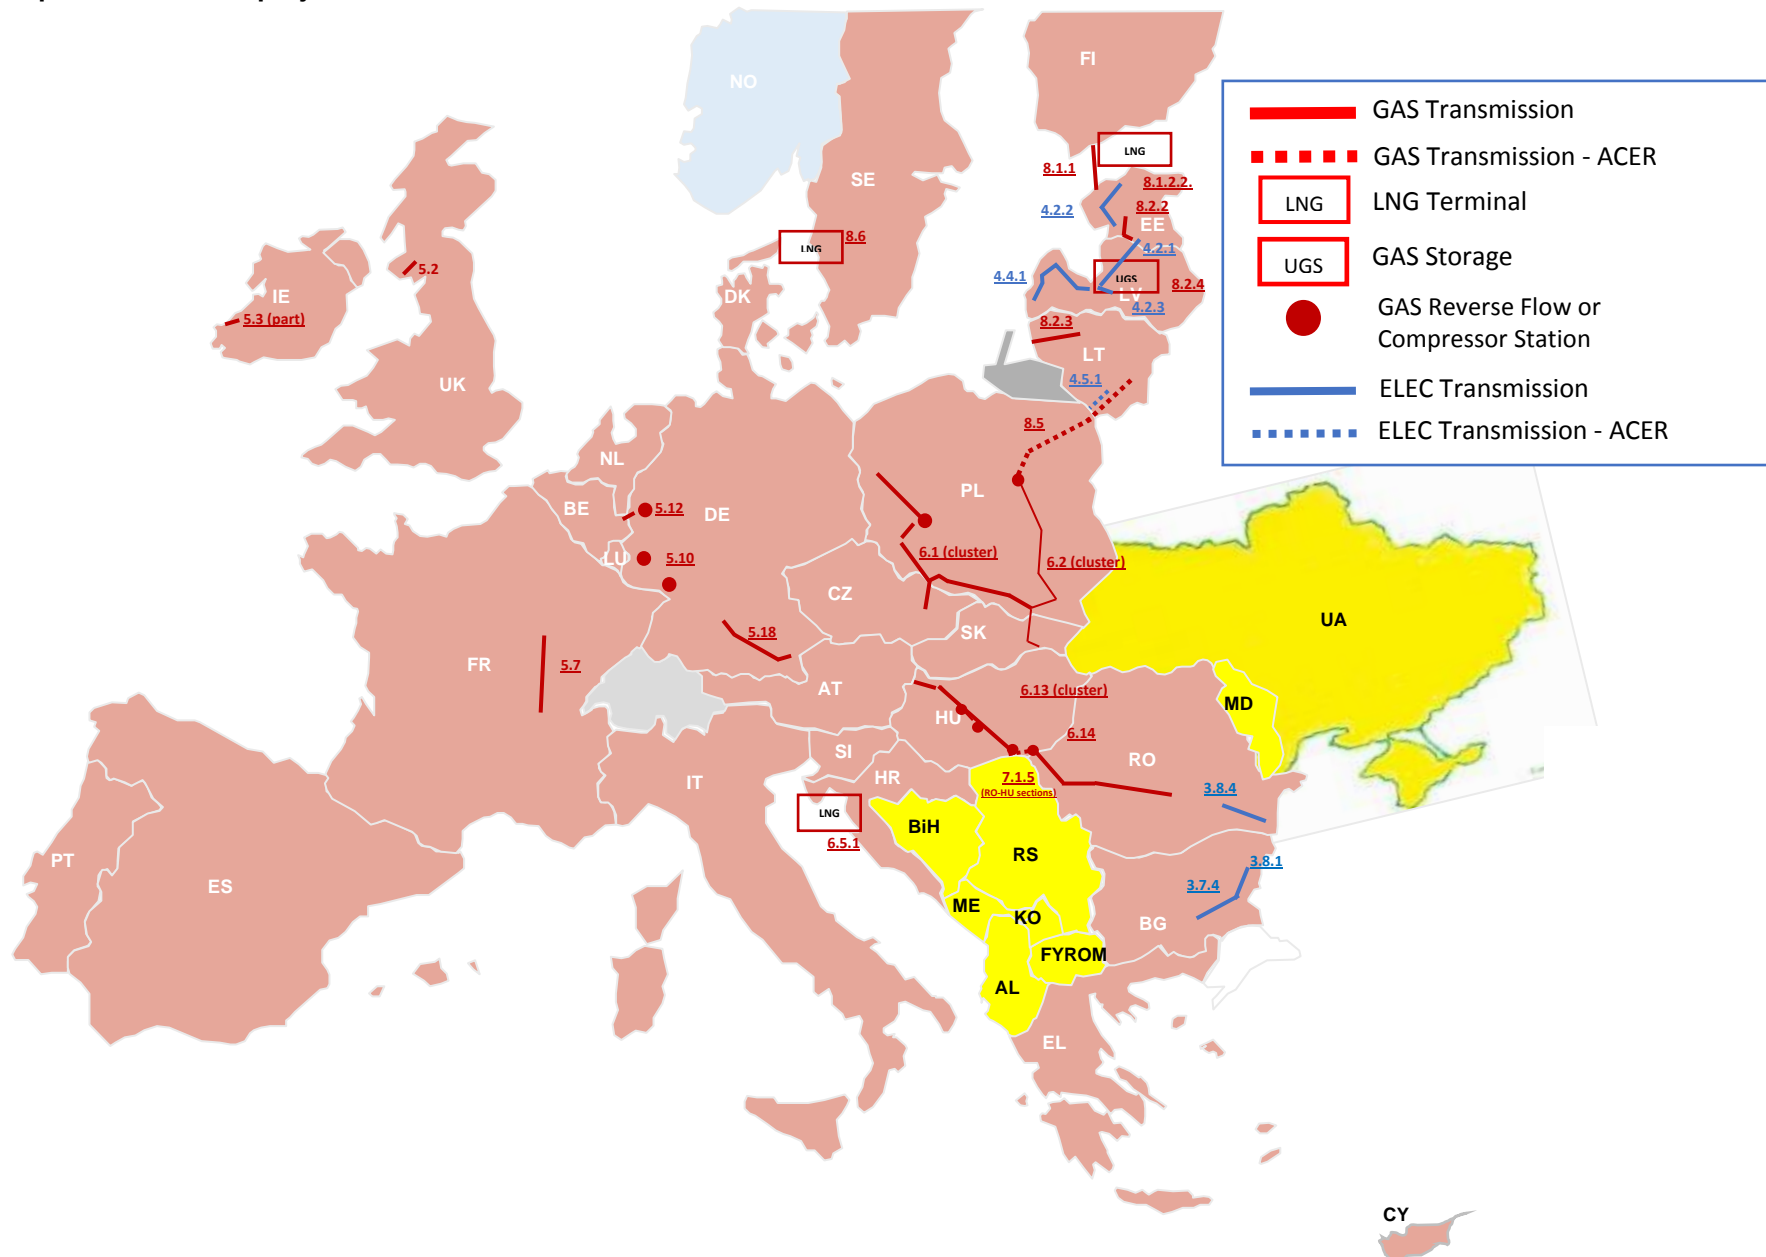 NO
FI
GAS Transmission
LNG
8.1.1
GAS Transmission - ACER
SE
8.1.2.2.
LNG
LNG Terminal
4.2.2
8.2.2
EE
LNG
8.6
4.2.1
UGS
GAS Storage
5.2
4.4.1
UGS
8.2.4
IE
DK
LV
4.2.3
GAS Reverse Flow or
Compressor Station
5.3 (part)
8.2.3
LT
4.5.1
UK
ELEC Transmission
8.5
ELEC Transmission - ACER
NL
PL
BE
5.12
DE
LU
5.10
6.1 (cluster)
6.2 (cluster)
CZ
UA
SK
5.18
FR
5.7
AT
6.13 (cluster)
MD
HU
6.14
SI
RO
IT
HR
7.1.5
(RO-HU sections)
3.8.4
LNG
BiH
6.5.1
RS
PT
3.8.1
ES
3.7.4
ME
KO
BG
FYROM
AL
EL
CY